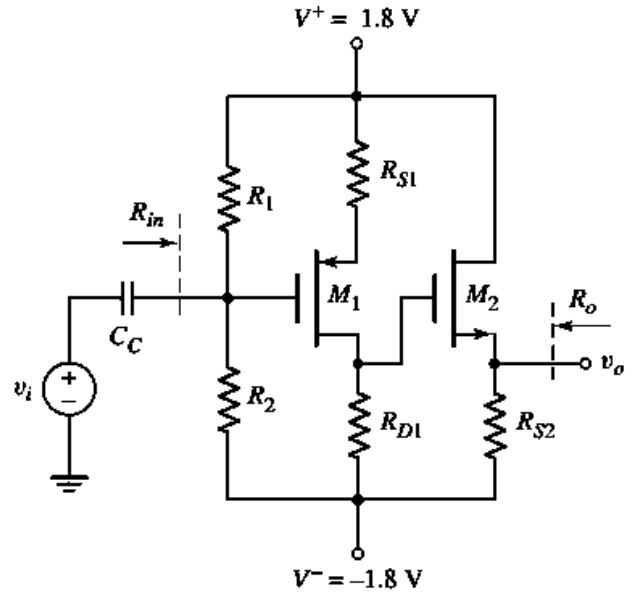 V⁺ = 1.8 V
R_S1
R_1
R_in
M_1
M_2
R_o
C_C
v_o
v_i
+
−
R_2
R_D1
R_S2
V⁻ = –1.8 V